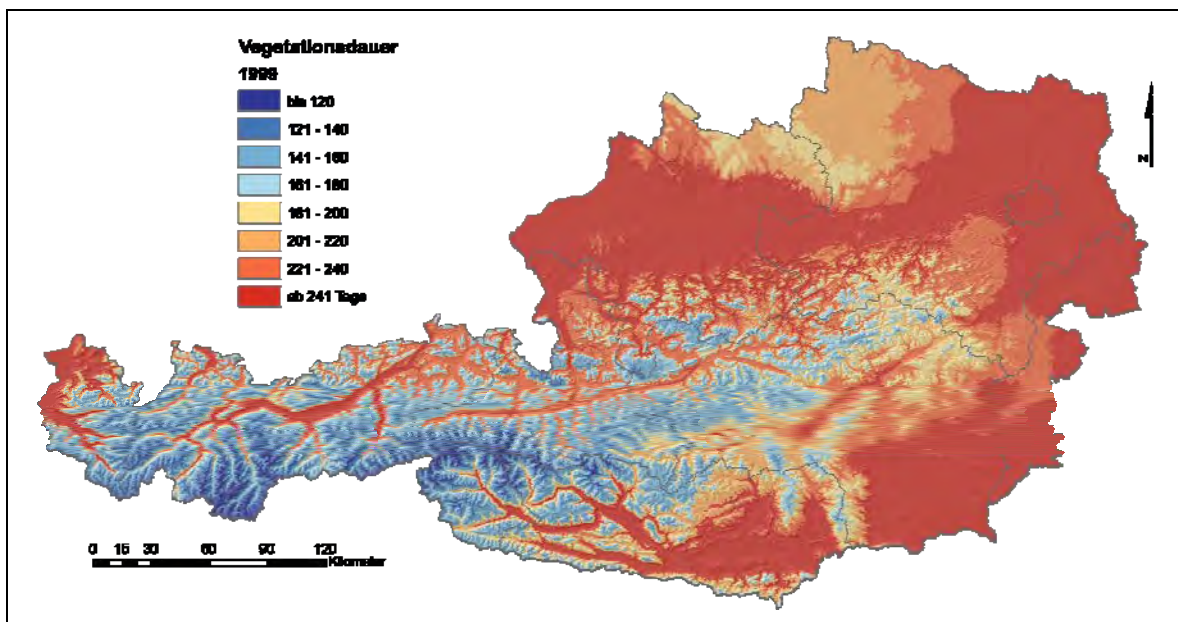 Vegetationsdauer
1999
bis 120
121 - 140
141 - 160
161 - 180
181 - 200
201 - 220
221 - 240
ab 241 Tage
N
0 15 30 60 90 120
Kilometer